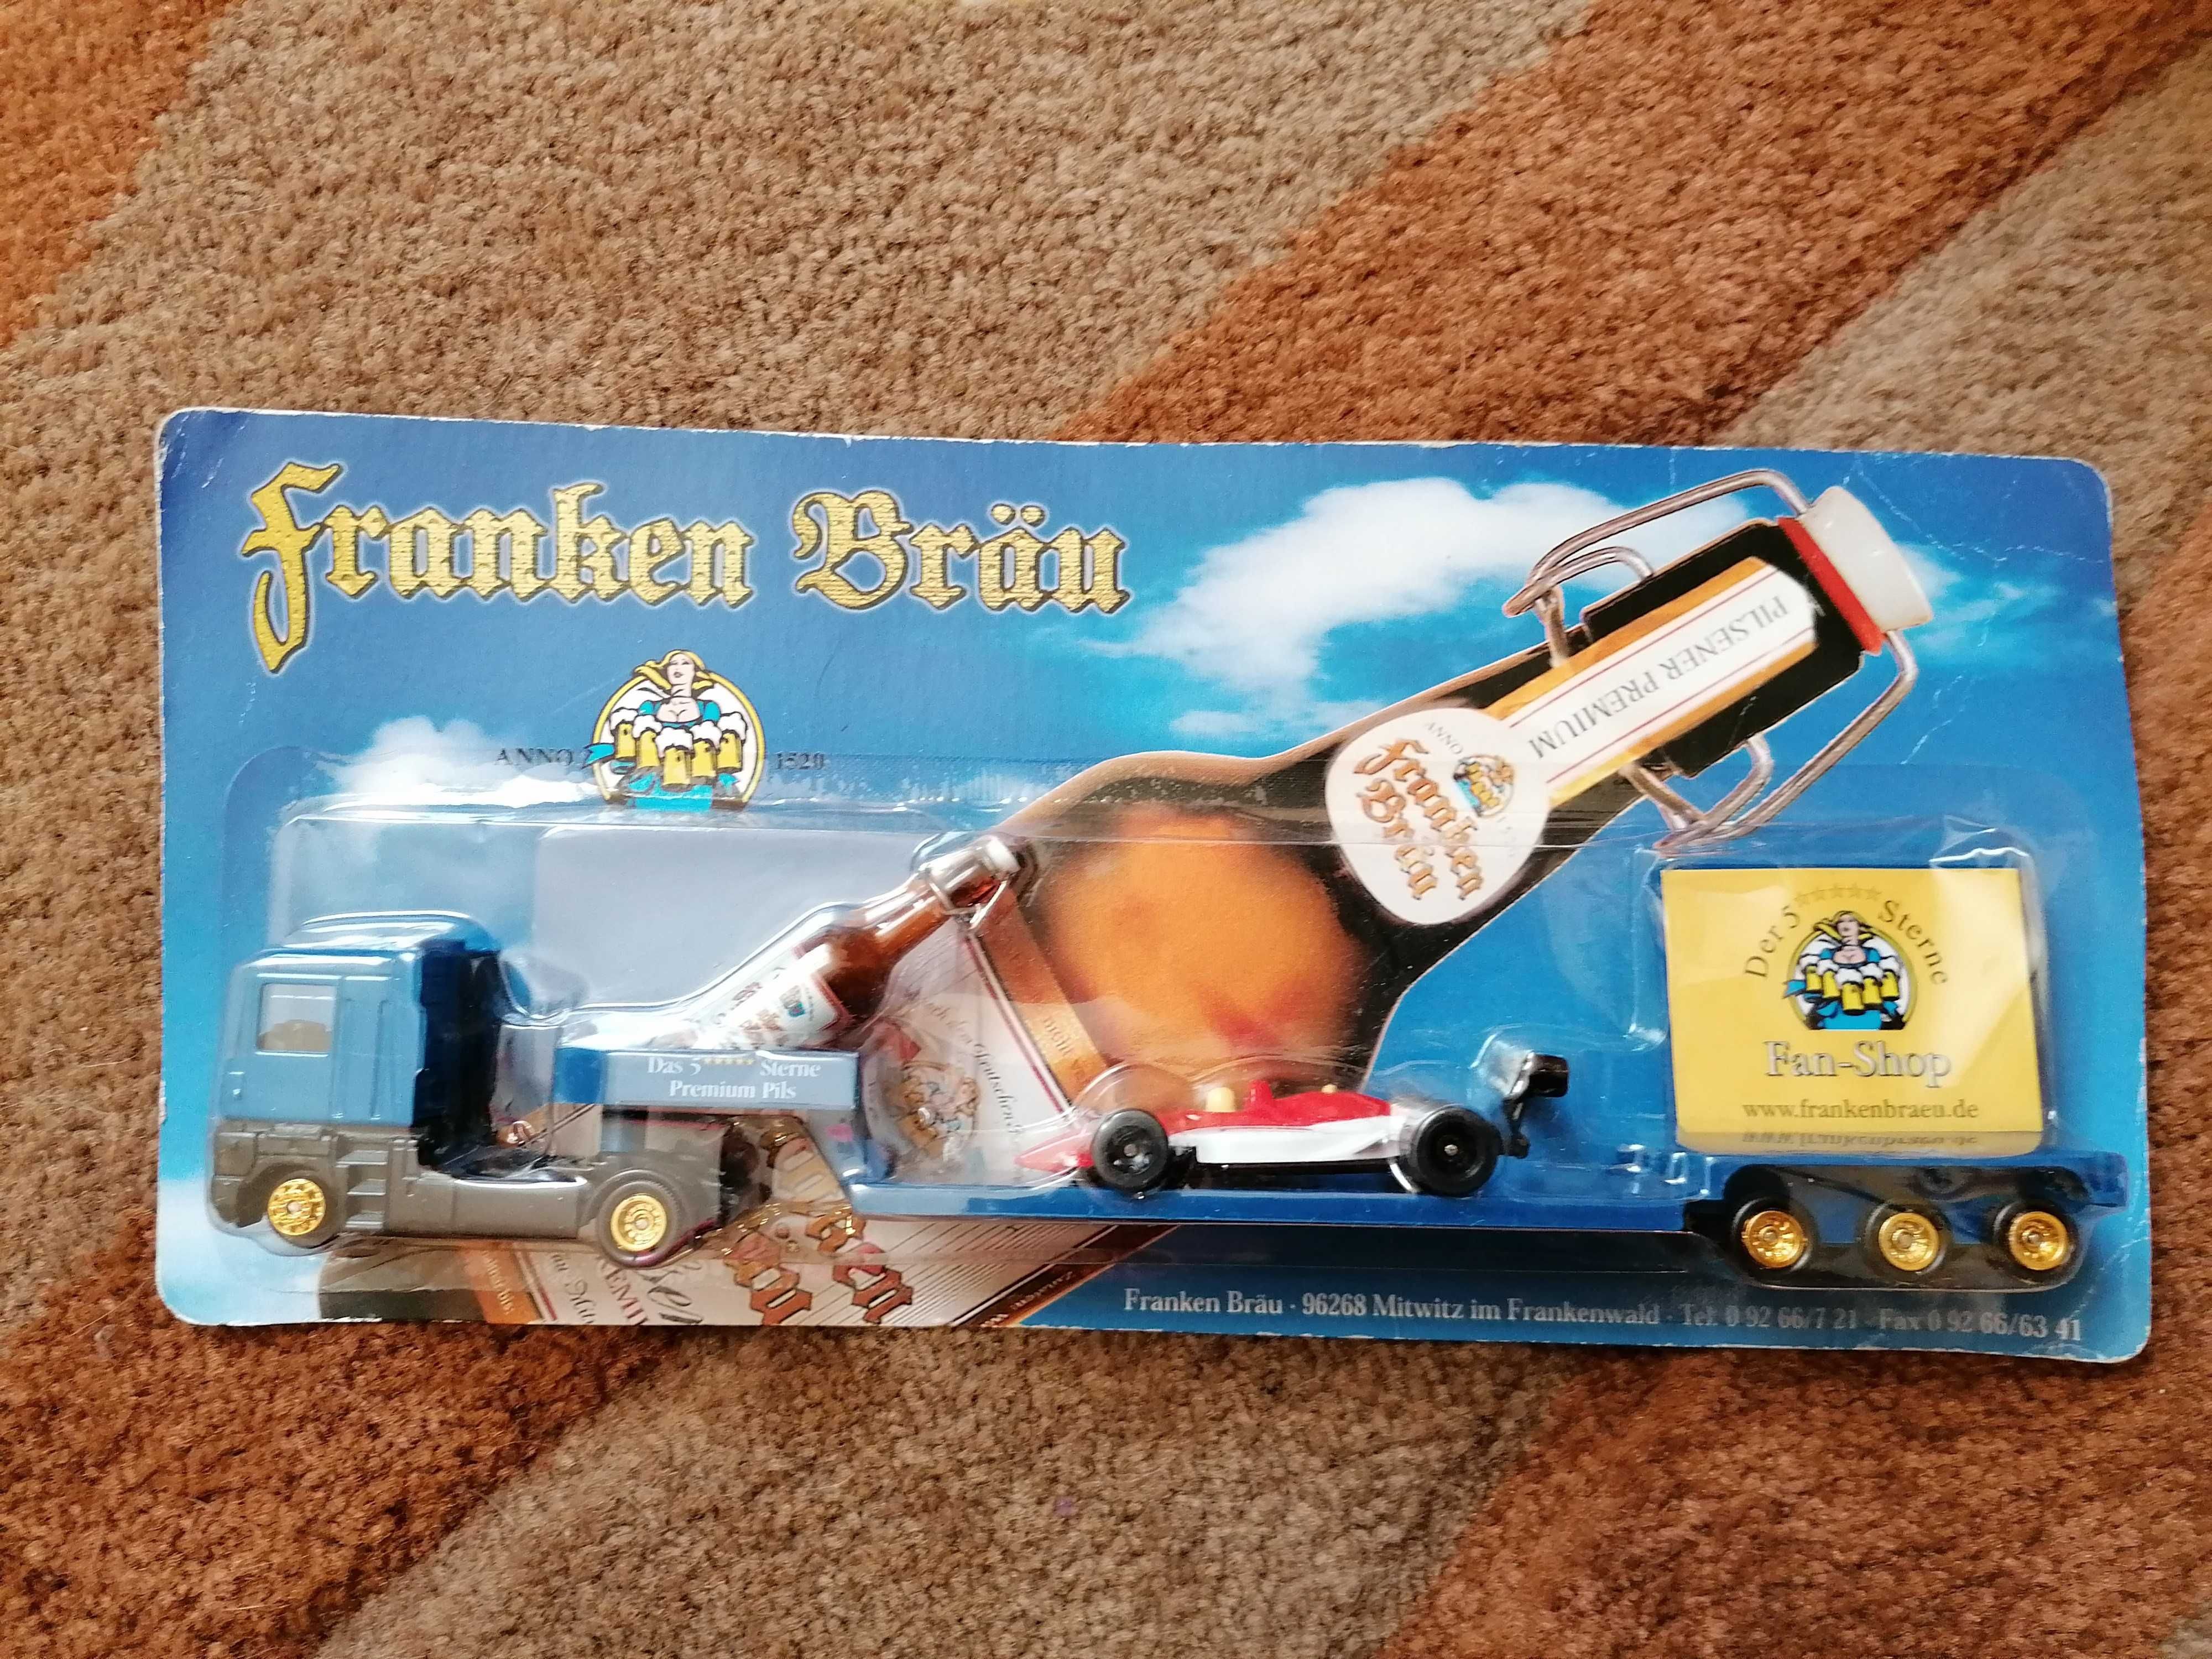 Franken Bräu
ANNO 1520
PILSENER PREMIUM
ANNO
Franken
Bräu
Der 5 Sterne
Fan-Shop
www.frankenbraeu.de
Das 5 Sterne
Premium Pils
Franken Bräu · 96268 Mitwitz im Frankenwald · Tel: 0 92 66/7 21 · Fax 0 92 66/63 41